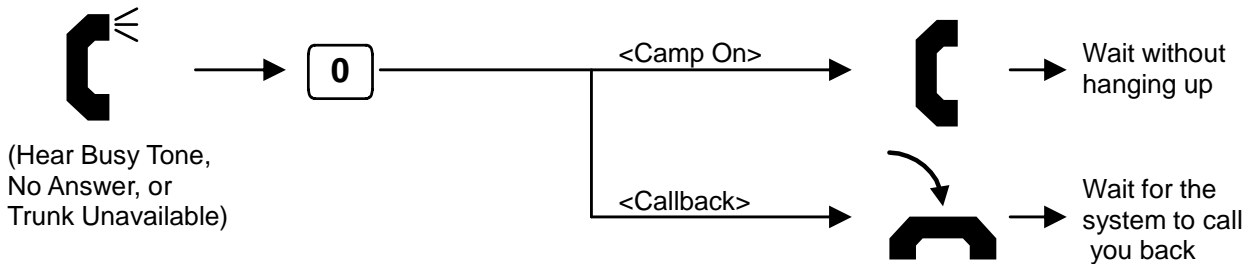 (Hear Busy Tone,
No Answer, or
Trunk Unavailable)
0
<Camp On>
Wait without
hanging up
<Callback>
Wait for the
system to call
you back